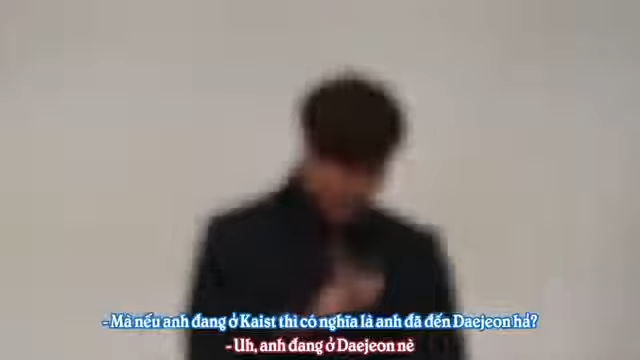 - Mà nếu anh đang ở Kaist thì có nghĩa là anh đã đến Daejeon hả?
- Uh, anh đang ở Daejeon nè